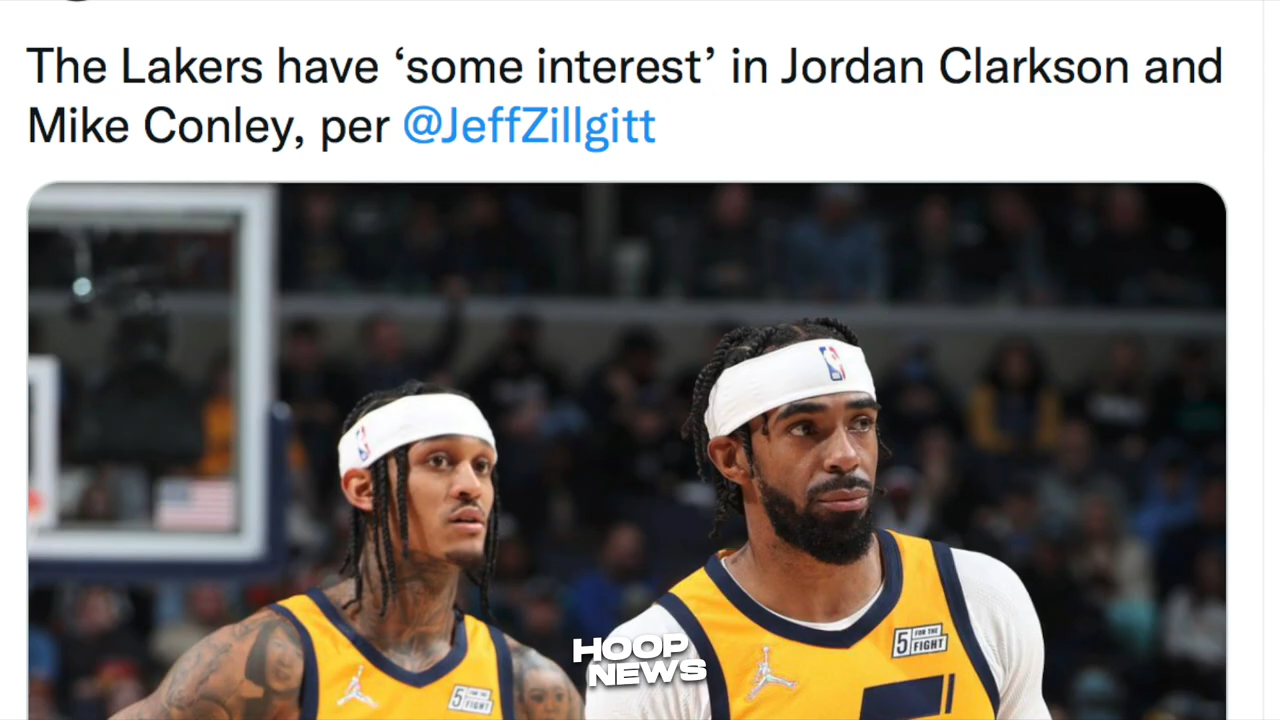 The Lakers have ‘some interest’ in Jordan Clarkson and
Mike Conley, per @JeffZillgitt
5 FOR THE
FIGHT
5 FOR THE
FIGHT
HOOP
NEWS